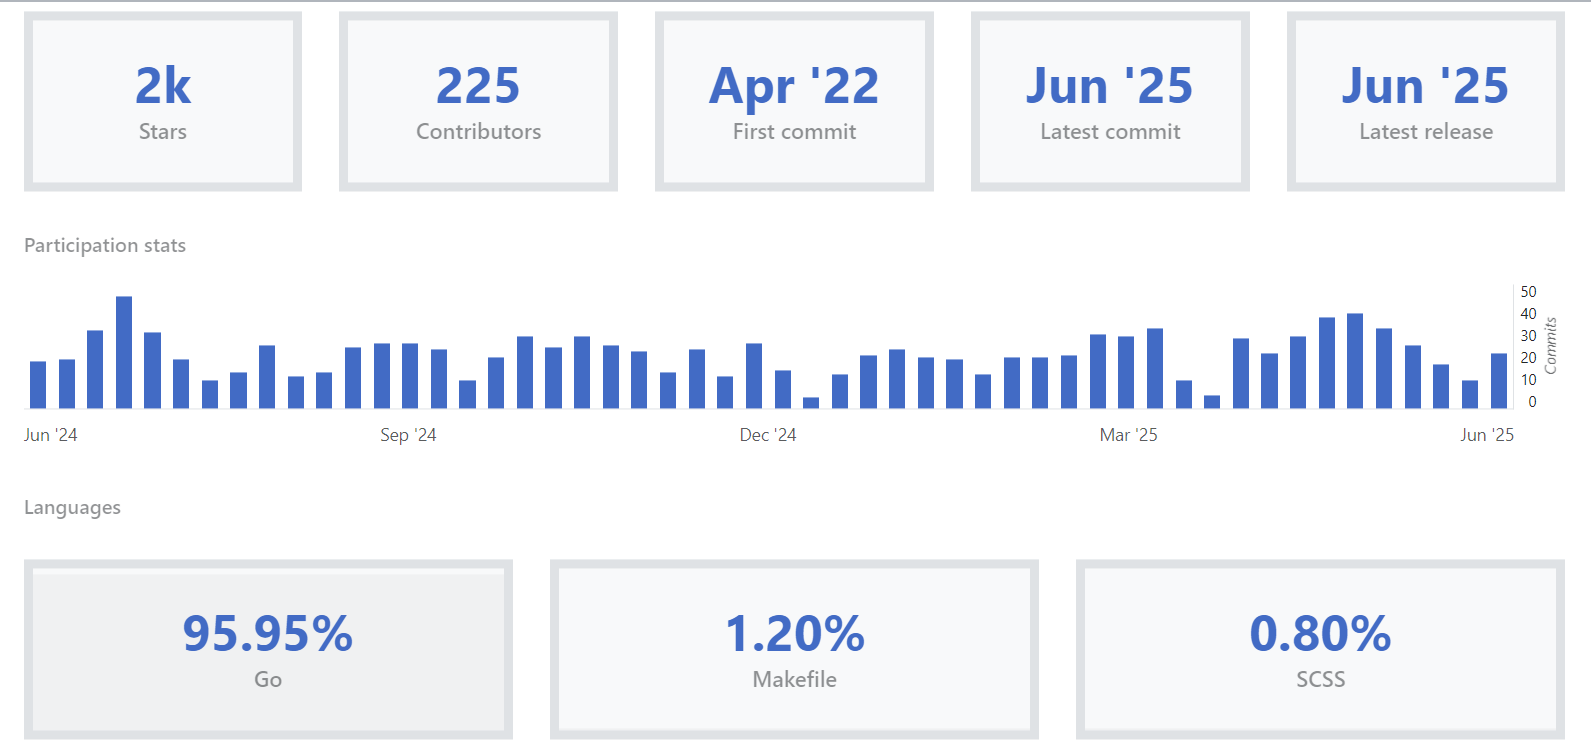 2k
Stars
225
Contributors
Apr '22
First commit
Jun '25
Latest commit
Jun '25
Latest release
Participation stats
50
40
30
20
10
0
Commits
Jun '24
Sep '24
Dec '24
Mar '25
Jun '25
Languages
95.95%
Go
1.20%
Makefile
0.80%
SCSS